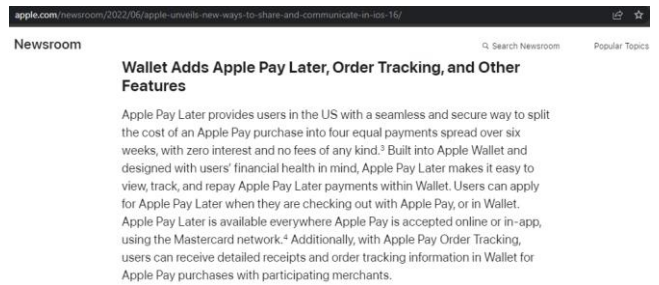 apple.com/newsroom/2022/06/apple-unveils-new-ways-to-share-and-communicate-in-ios-16/
Newsroom
Search Newsroom
Popular Topics
Wallet Adds Apple Pay Later, Order Tracking, and Other
Features
Apple Pay Later provides users in the US with a seamless and secure way to split
the cost of an Apple Pay purchase into four equal payments spread over six
weeks, with zero interest and no fees of any kind.³ Built into Apple Wallet and
designed with users' financial health in mind, Apple Pay Later makes it easy to
view, track, and repay Apple Pay Later payments within Wallet. Users can apply
for Apple Pay Later when they are checking out with Apple Pay, or in Wallet.
Apple Pay Later is available everywhere Apple Pay is accepted online or in-app,
using the Mastercard network.⁴ Additionally, with Apple Pay Order Tracking,
users can receive detailed receipts and order tracking information in Wallet for
Apple Pay purchases with participating merchants.